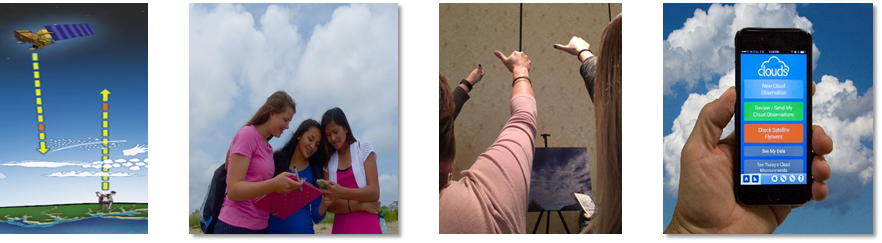 clouds
New Cloud
Observation
Review / Send My
Cloud Observations
Check Satellite
Flyovers
See My Data
See Today's Cloud
Measurements